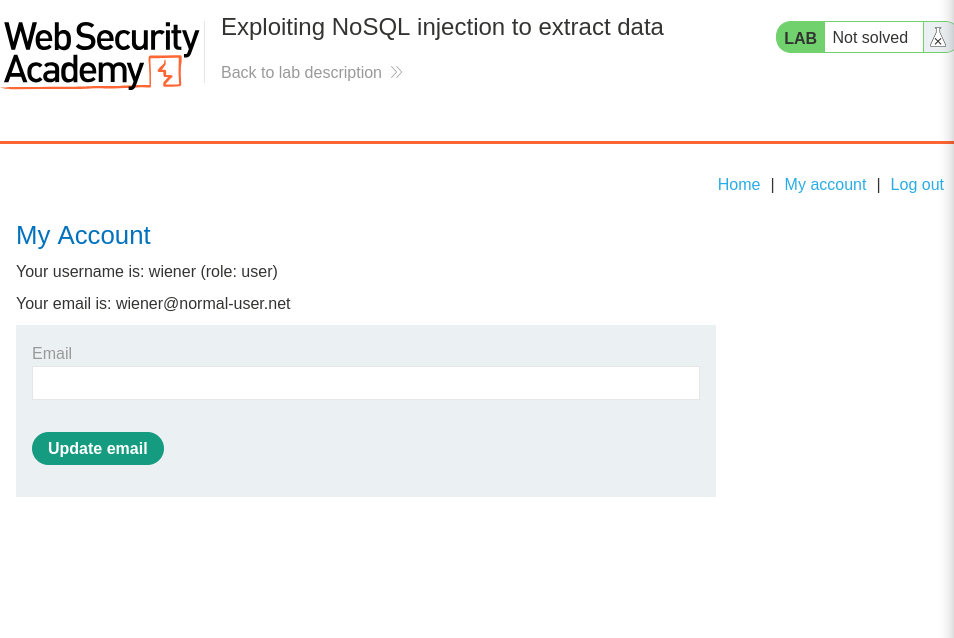 Web Security
Academy
Exploiting NoSQL injection to extract data
Back to lab description
LAB Not solved
Home | My account | Log out
My Account
Your username is: wiener (role: user)
Your email is: wiener@normal-user.net
Email
Update email